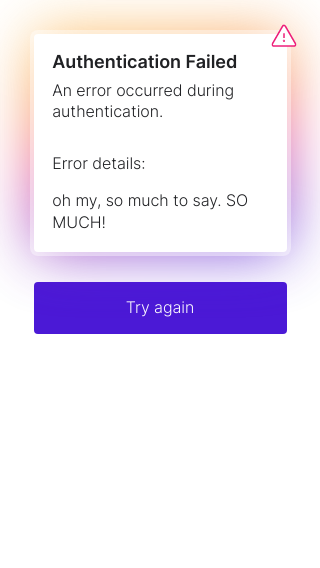 Authentication Failed
An error occurred during
authentication.
Error details:
oh my, so much to say. SO
MUCH!
Try again